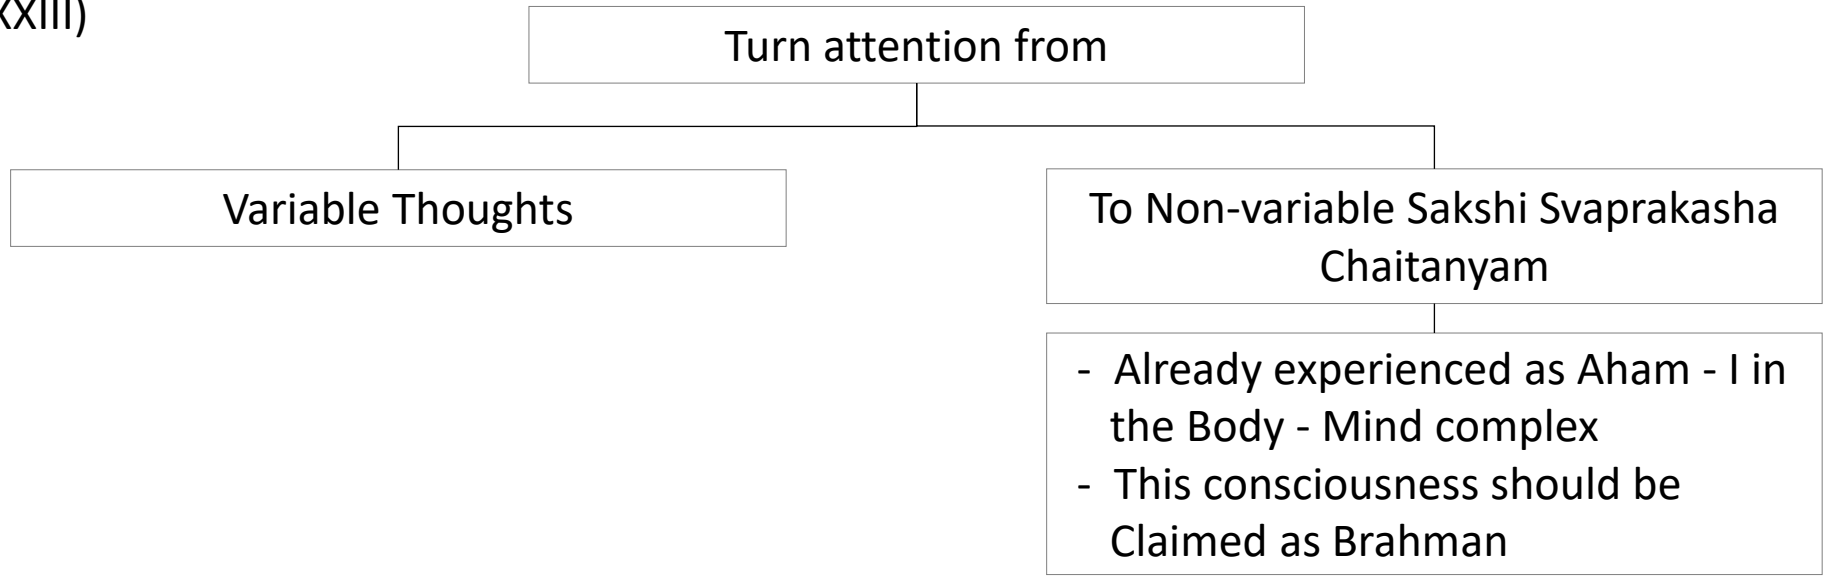 XXIII)
Turn attention from
Variable Thoughts
To Non-variable Sakshi Svaprakasha
Chaitanyam
- Already experienced as Aham - I in
the Body - Mind complex
- This consciousness should be
Claimed as Brahman